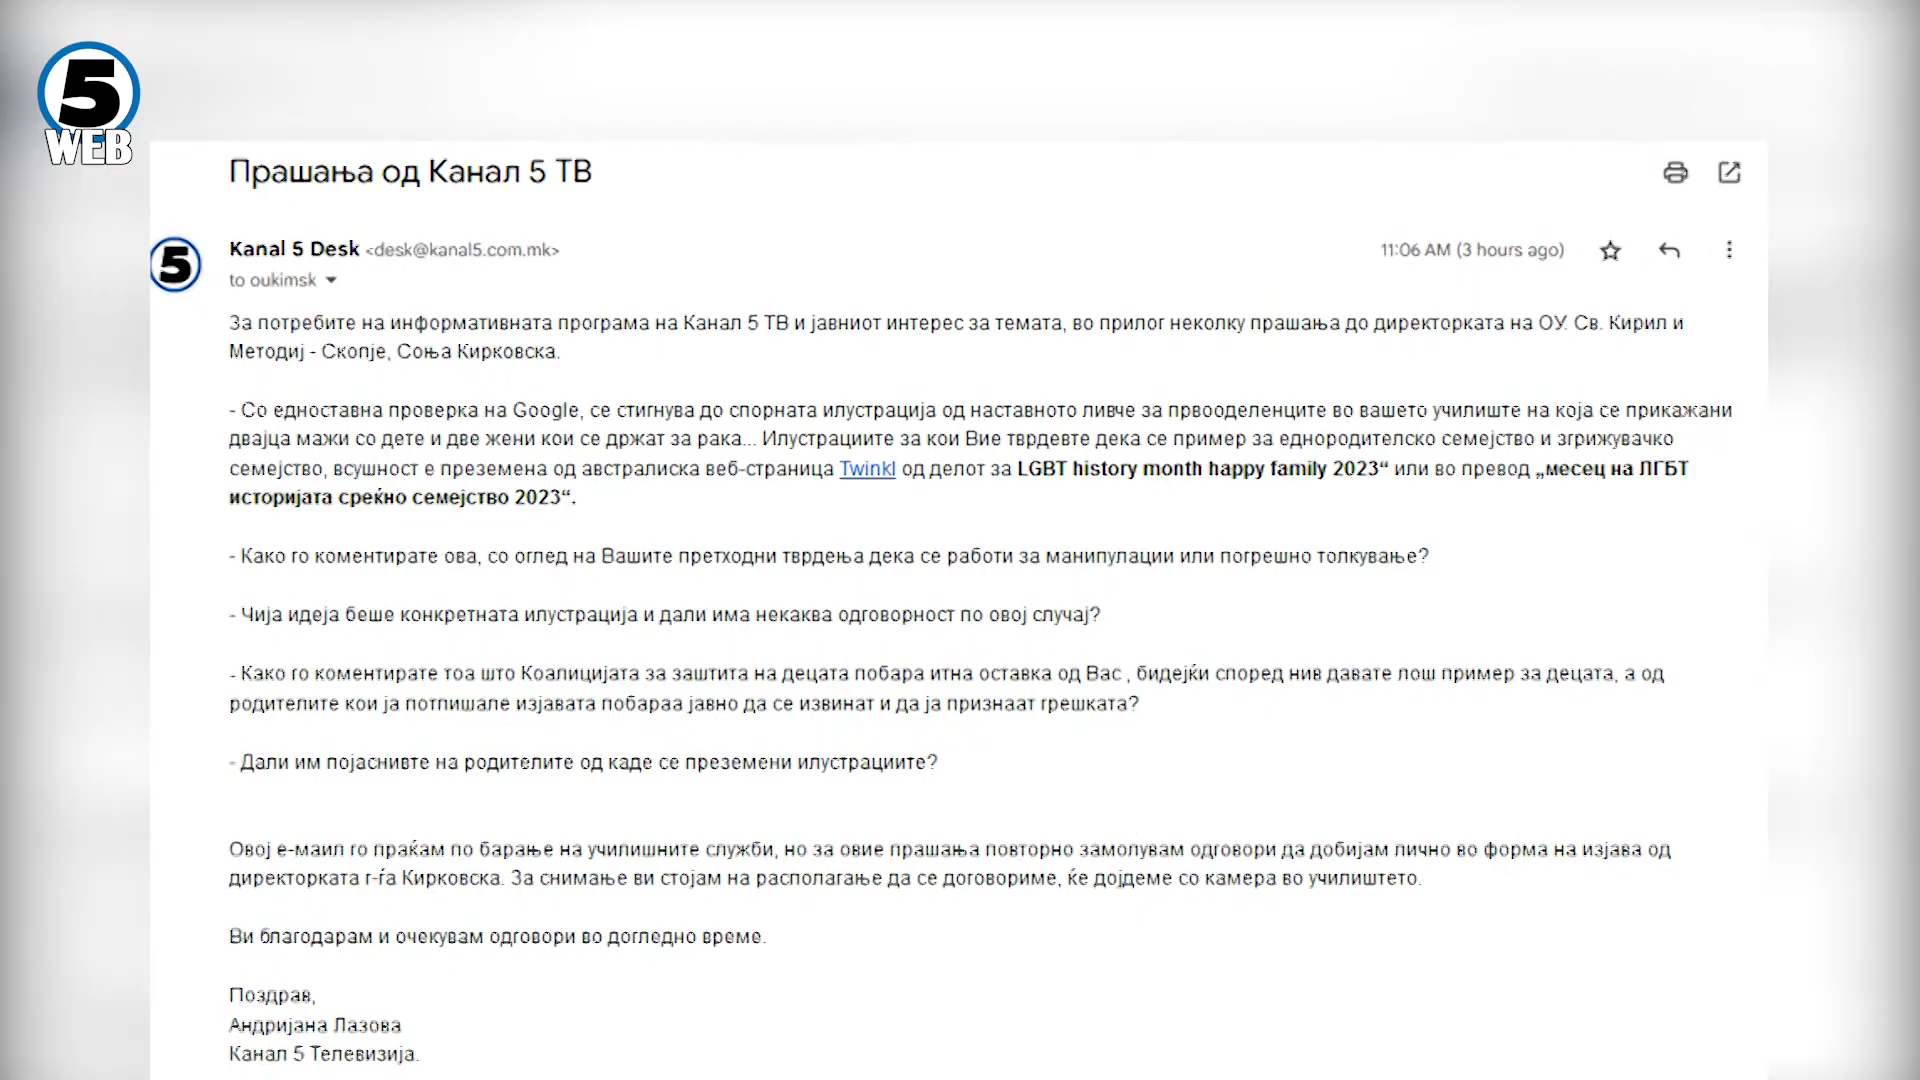 5
WEB
Прашања од Канал 5 ТВ
5
Kanal 5 Desk <desk@kanal5.com.mk>
11:06 AM (3 hours ago)
to oukimsk
За потребите на информативната програма на Канал 5 ТВ и јавниот интерес за темата, во прилог неколку прашања до директорката на ОУ. Св. Кирил и
Методиј - Скопје, Соња Кирковска.
- Со едноставна проверка на Google, се стигнува до спорната илустрација од наставното ливче за првооделенците во вашето училиште на која се прикажани
двајца мажи со дете и две жени кои се држат за рака... Илустрациите за кои Вие тврдевте дека се пример за еднородителско семејство и згрижувачко
семејство, всушност е преземена од австралиска веб-страница Twinkl од делот за LGBT history month happy family 2023“ или во превод „месец на ЛГБТ
историјата среќно семејство 2023“.
- Како го коментирате ова, со оглед на Вашите претходни тврдења дека се работи за манипулации или погрешно толкување?
- Чија идеја беше конкретната илустрација и дали има некаква одговорност по овој случај?
- Како го коментирате тоа што Коалицијата за заштита на децата побара итна оставка од Вас , бидејќи според нив давате лош пример за децата, а од
родителите кои ја потпишале изјавата побараа јавно да се извинат и да ја признаат грешката?
- Дали им појаснивте на родителите од каде се преземени илустрациите?
Овој е-маил го праќам по барање на училишните служби, но за овие прашања повторно замолувам одговори да добијам лично во форма на изјава од
директорката г-ѓа Кирковска. За снимање ви стојам на располагање да се договориме, ќе дојдеме со камера во училиштето.
Ви благодарам и очекувам одговори во догледно време.
Поздрав,
Андријана Лазова
Канал 5 Телевизија.